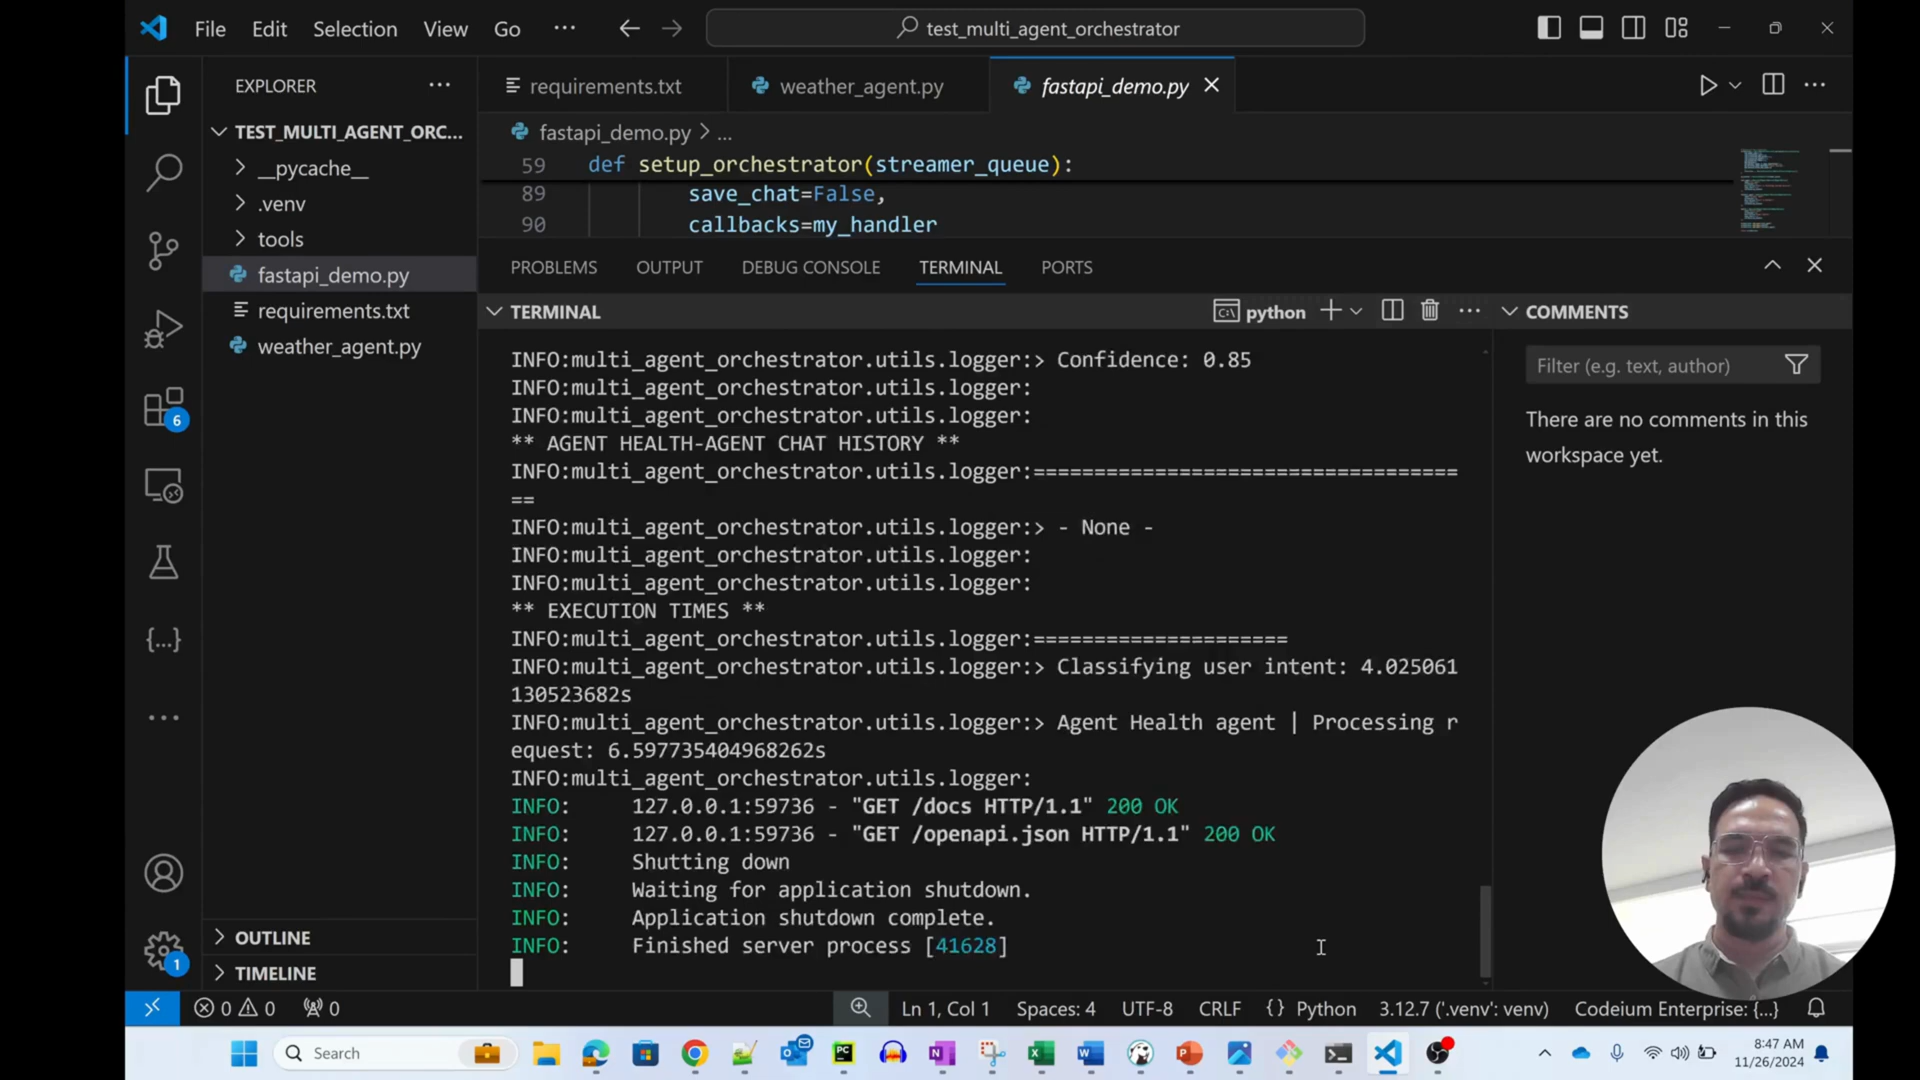 File Edit Selection View Go ··· test_multi_agent_orchestrator
EXPLORER
requirements.txt weather_agent.py fastapi_demo.py
TEST_MULTI_AGENT_ORC...
__pycache__
.venv
tools
fastapi_demo.py
requirements.txt
weather_agent.py
OUTLINE
TIMELINE
fastapi_demo.py > ...
59 def setup_orchestrator(streamer_queue):
89 save_chat=False,
90 callbacks=my_handler
PROBLEMS OUTPUT DEBUG CONSOLE TERMINAL PORTS
TERMINAL
python
INFO:multi_agent_orchestrator.utils.logger:> Confidence: 0.85
INFO:multi_agent_orchestrator.utils.logger:
INFO:multi_agent_orchestrator.utils.logger:
** AGENT HEALTH-AGENT CHAT HISTORY **
INFO:multi_agent_orchestrator.utils.logger:===================================
==
INFO:multi_agent_orchestrator.utils.logger:> - None -
INFO:multi_agent_orchestrator.utils.logger:
INFO:multi_agent_orchestrator.utils.logger:
** EXECUTION TIMES **
INFO:multi_agent_orchestrator.utils.logger:=====================
INFO:multi_agent_orchestrator.utils.logger:> Classifying user intent: 4.025061
130523682s
INFO:multi_agent_orchestrator.utils.logger:> Agent Health agent | Processing r
equest: 6.597735404968262s
INFO:multi_agent_orchestrator.utils.logger:
INFO: 127.0.0.1:59736 - "GET /docs HTTP/1.1" 200 OK
INFO: 127.0.0.1:59736 - "GET /openapi.json HTTP/1.1" 200 OK
INFO: Shutting down
INFO: Waiting for application shutdown.
INFO: Application shutdown complete.
INFO: Finished server process [41628]
COMMENTS
Filter (e.g. text, author)
There are no comments in this
workspace yet.
6
1
0 0 0 Ln 1, Col 1 Spaces: 4 UTF-8 CRLF {} Python 3.12.7 ('.venv': venv) Codeium Enterprise: {...}
Search
8:47 AM
11/26/2024